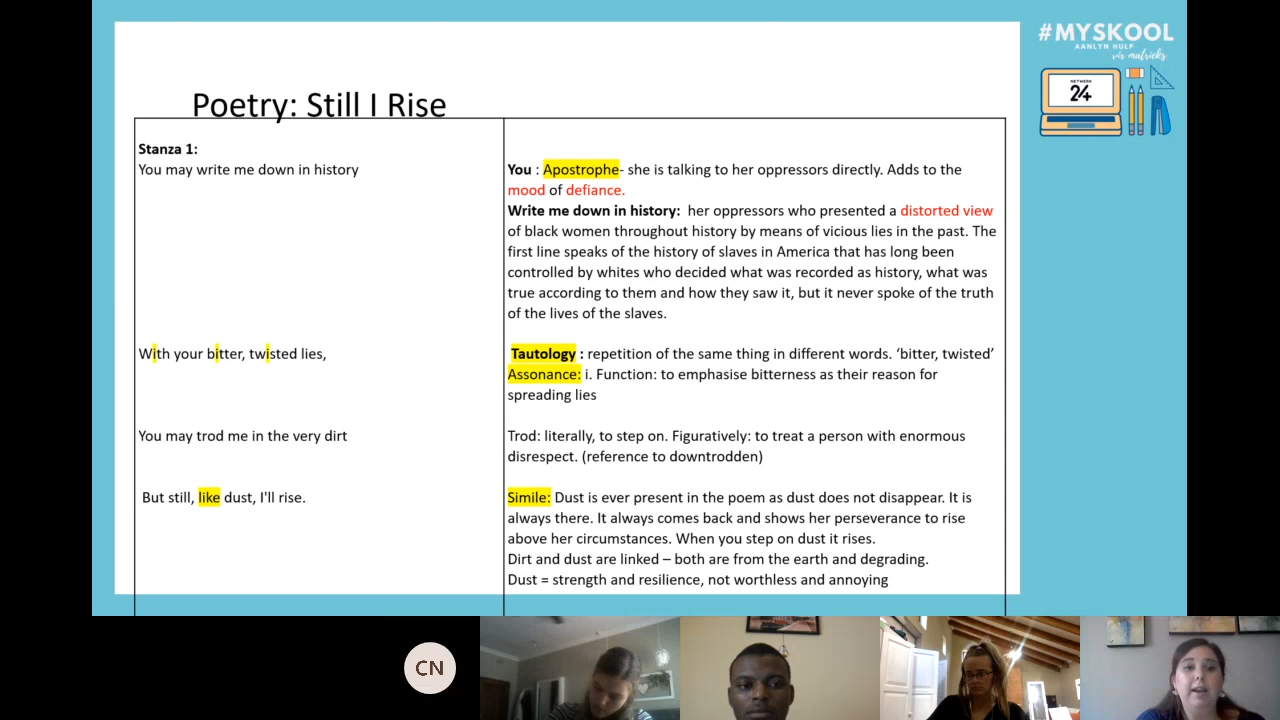 #MYSKOOL
AANLYN HULP
vir matrieks
NETWERK
24
Poetry: Still I Rise
Stanza 1:
You may write me down in history
You : Apostrophe- she is talking to her oppressors directly. Adds to the
mood of defiance.
Write me down in history: her oppressors who presented a distorted view
of black women throughout history by means of vicious lies in the past. The
first line speaks of the history of slaves in America that has long been
controlled by whites who decided what was recorded as history, what was
true according to them and how they saw it, but it never spoke of the truth
of the lives of the slaves.
With your bitter, twisted lies,
Tautology : repetition of the same thing in different words. ‘bitter, twisted’
Assonance: i. Function: to emphasise bitterness as their reason for
spreading lies
You may trod me in the very dirt
Trod: literally, to step on. Figuratively: to treat a person with enormous
disrespect. (reference to downtrodden)
But still, like dust, I'll rise.
Simile: Dust is ever present in the poem as dust does not disappear. It is
always there. It always comes back and shows her perseverance to rise
above her circumstances. When you step on dust it rises.
Dirt and dust are linked – both are from the earth and degrading.
Dust = strength and resilience, not worthless and annoying
CN